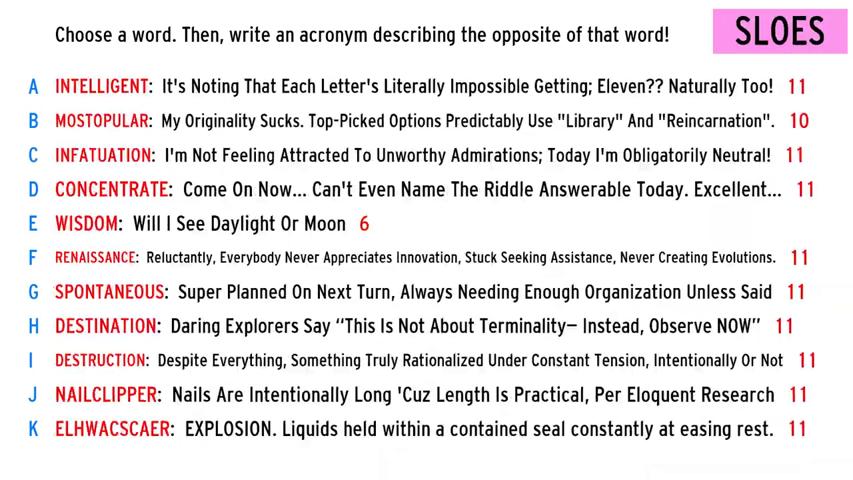 Choose a word. Then, write an acronym describing the opposite of that word!
SLOES
A INTELLIGENT: It's Noting That Each Letter's Literally Impossible Getting; Eleven?? Naturally Too! 11
B MOSTOPULAR: My Originality Sucks. Top-Picked Options Predictably Use "Library" And "Reincarnation". 10
C INFATUATION: I'm Not Feeling Attracted To Unworthy Admirations; Today I'm Obligatorily Neutral! 11
D CONCENTRATE: Come On Now... Can't Even Name The Riddle Answerable Today. Excellent... 11
E WISDOM: Will I See Daylight Or Moon 6
F RENAISSANCE: Reluctantly, Everybody Never Appreciates Innovation, Stuck Seeking Assistance, Never Creating Evolutions. 11
G SPONTANEOUS: Super Planned On Next Turn, Always Needing Enough Organization Unless Said 11
H DESTINATION: Daring Explorers Say “This Is Not About Terminality— Instead, Observe NOW” 11
I DESTRUCTION: Despite Everything, Something Truly Rationalized Under Constant Tension, Intentionally Or Not 11
J NAILCLIPPER: Nails Are Intentionally Long 'Cuz Length Is Practical, Per Eloquent Research 11
K ELHWACSCAER: EXPLOSION. Liquids held within a contained seal constantly at easing rest. 11